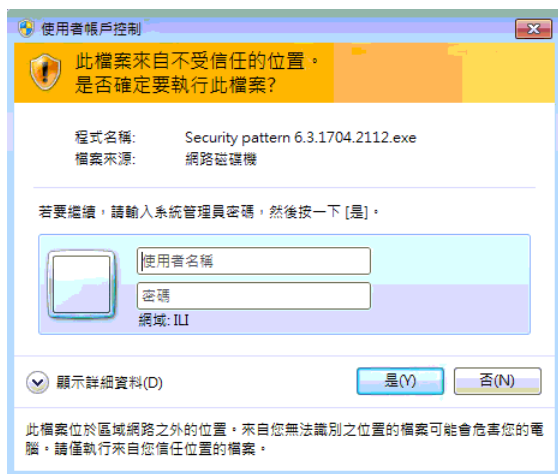 使用者帳戶控制
此檔案來自不受信任的位置。
是否確定要執行此檔案?
程式名稱: Security pattern 6.3.1704.2112.exe
檔案來源: 網路磁碟機
若要繼續，請輸入系統管理員密碼，然後按一下 [是]。
使用者名稱
密碼
網域: ILI
顯示詳細資料(D)
是(Y)
否(N)
此檔案位於區域網路之外的位置。來自您無法識別之位置的檔案可能會危害您的電
腦。請僅執行來自您信任位置的檔案。